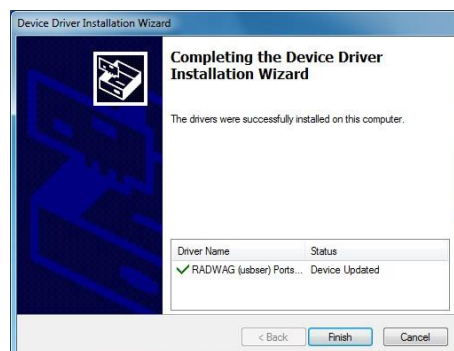 Device Driver Installation Wizard
Completing the Device Driver
Installation Wizard
The drivers were successfully installed on this computer.
Driver Name Status
RADWAG (usbser) Ports... Device Updated
< Back Finish Cancel